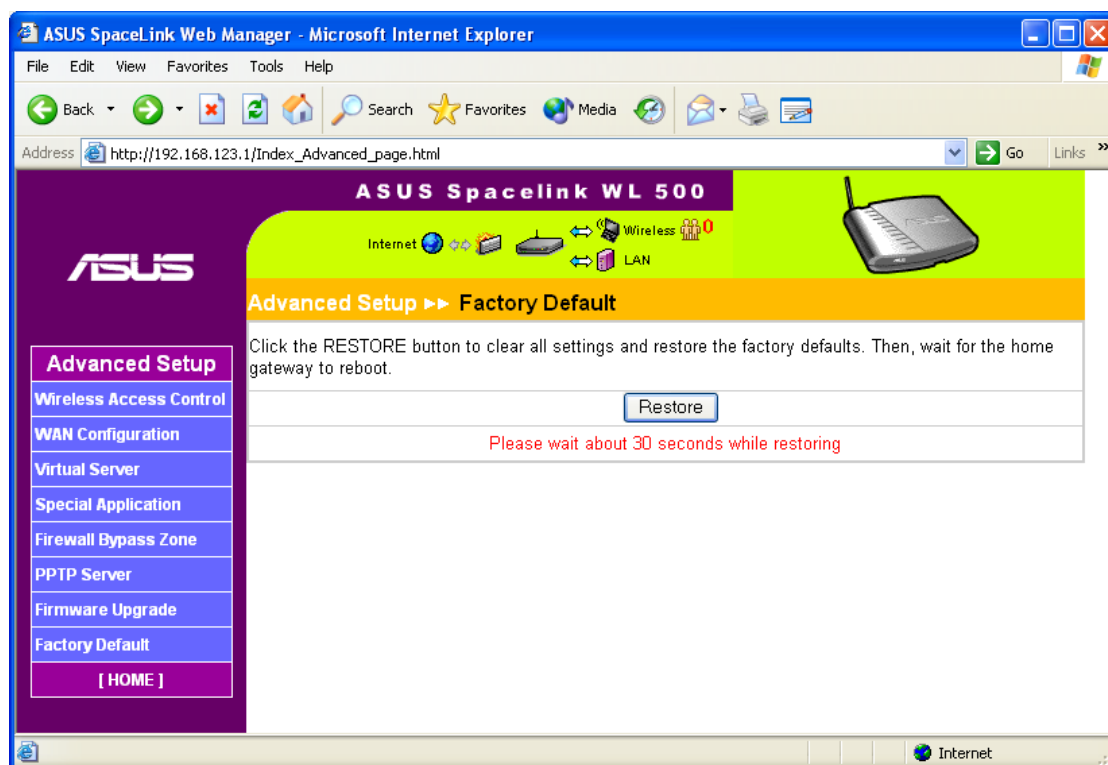 ASUS SpaceLink Web Manager - Microsoft Internet Explorer
File Edit View Favorites Tools Help
Back Search Favorites Media
Address http://192.168.123.1/Index_Advanced_page.html Go Links »
ASUS Spacelink WL 500
Internet Wireless 0
LAN
ASUS
Advanced Setup ►► Factory Default
Click the RESTORE button to clear all settings and restore the factory defaults. Then, wait for the home
gateway to reboot.
Restore
Please wait about 30 seconds while restoring
Advanced Setup
Wireless Access Control
WAN Configuration
Virtual Server
Special Application
Firewall Bypass Zone
PPTP Server
Firmware Upgrade
Factory Default
[ HOME ]
Internet